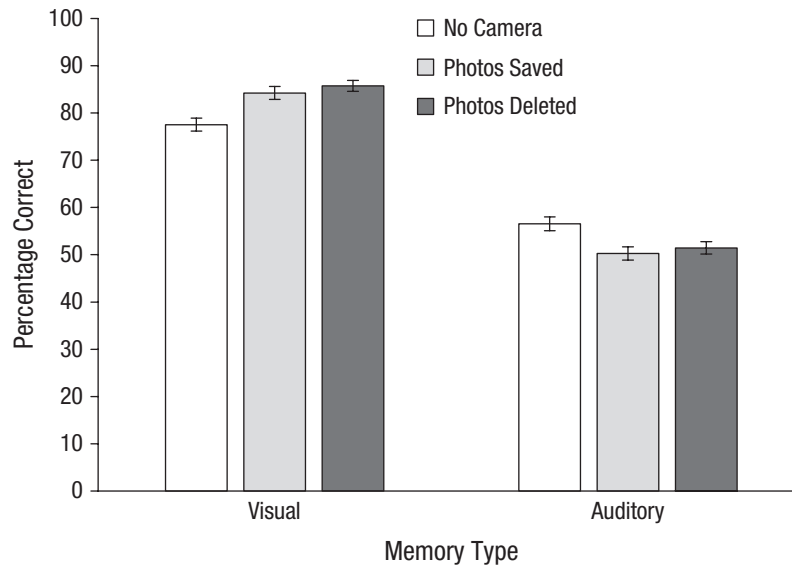 100
90
80
70
60
50
40
30
20
10
0
Percentage Correct
No Camera
Photos Saved
Photos Deleted
Visual
Auditory
Memory Type